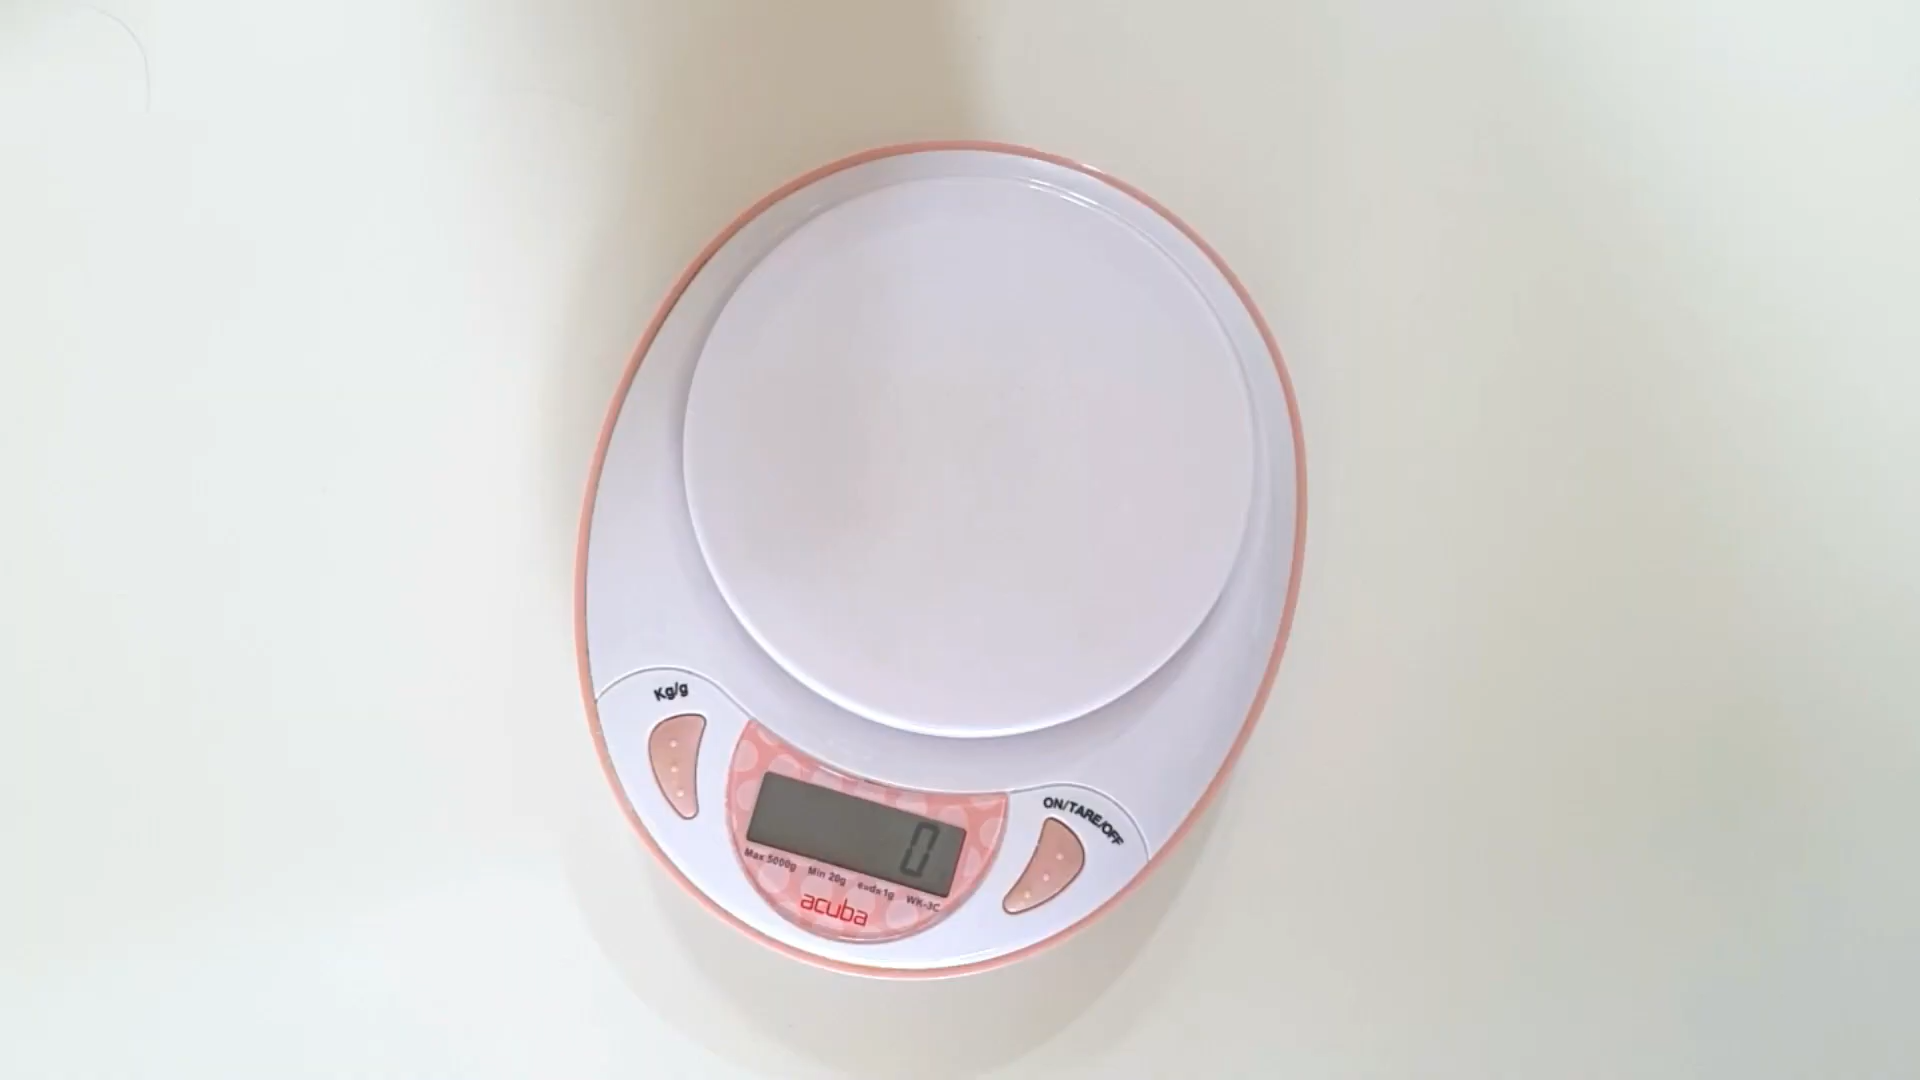 Kg/g
ON/TARE/OFF
0
Max 5000g Min 20g e=d=1g WK-3C
acuba